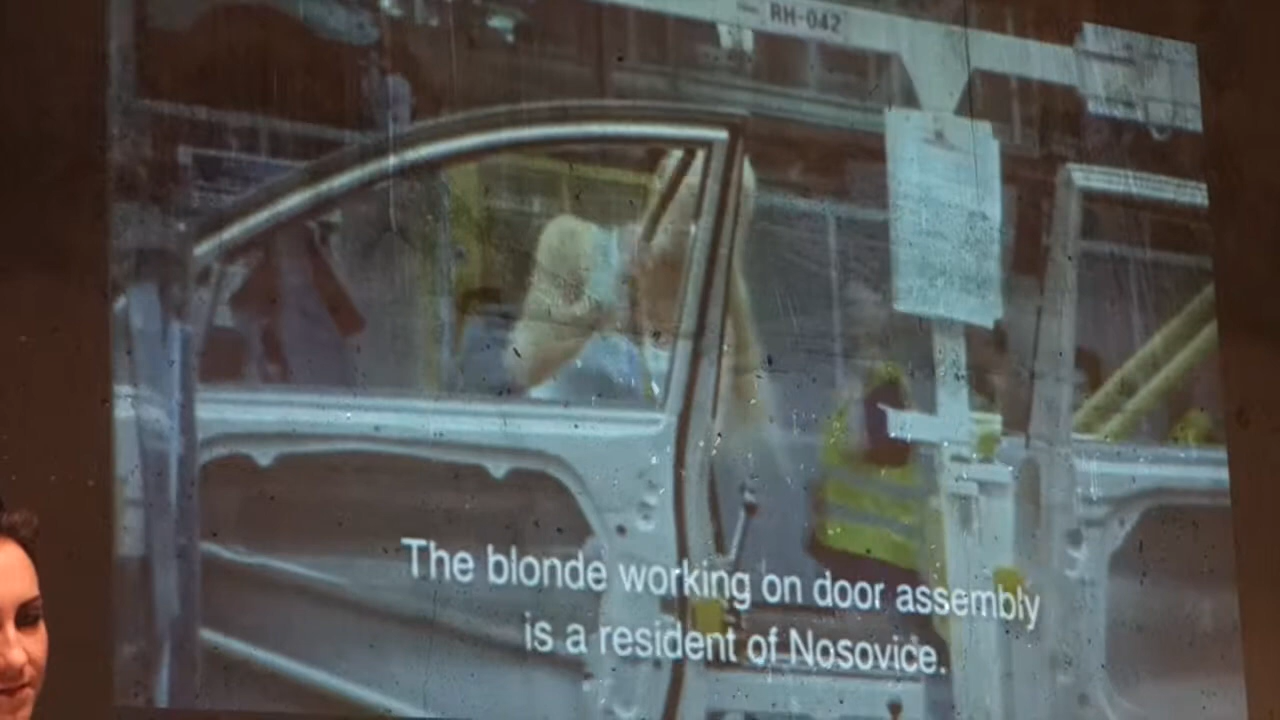 RH-042
The blonde working on door assembly
is a resident of Nosovice.